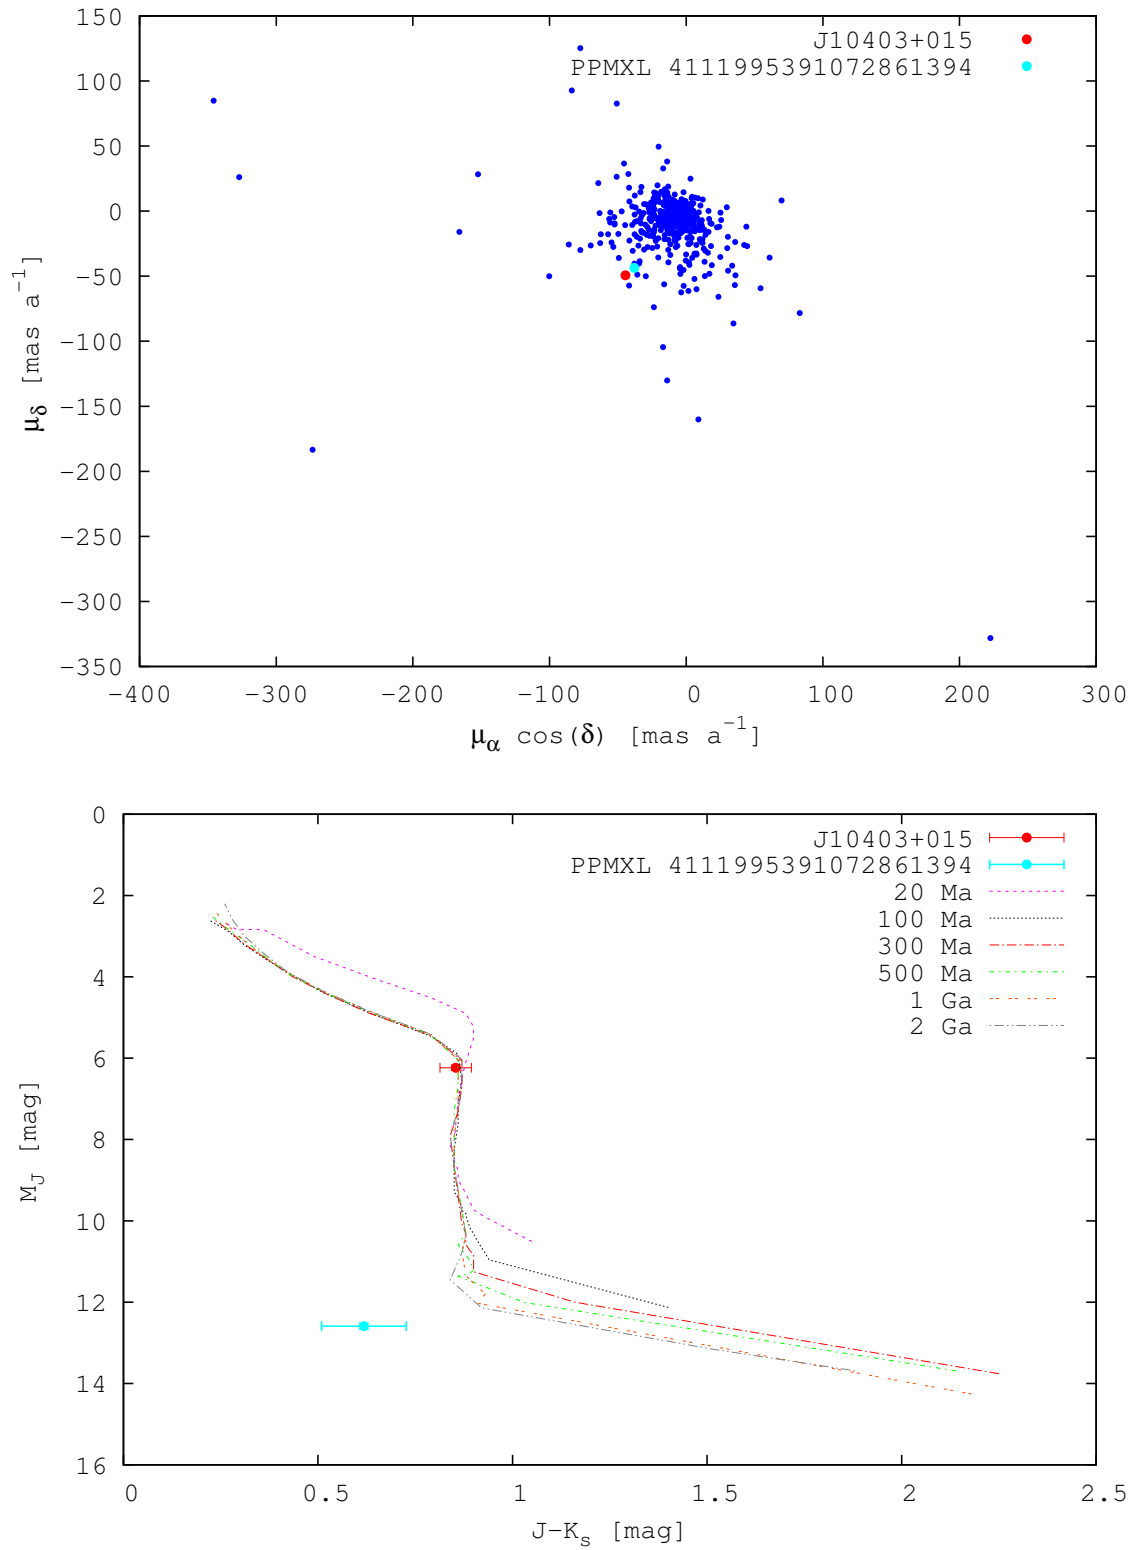 150
100
50
0
−50
−100
−150
−200
−250
−300
−350
μδ [mas a−1]
J10403+015
PPMXL 4111995391072861394
−400 −300 −200 −100 0 100 200 300
μα cos(δ) [mas a−1]
0
2
4
6
8
10
12
14
16
MJ [mag]
J10403+015
PPMXL 4111995391072861394
20 Ma
100 Ma
300 Ma
500 Ma
1 Ga
2 Ga
0 0.5 1 1.5 2 2.5
J−Ks [mag]